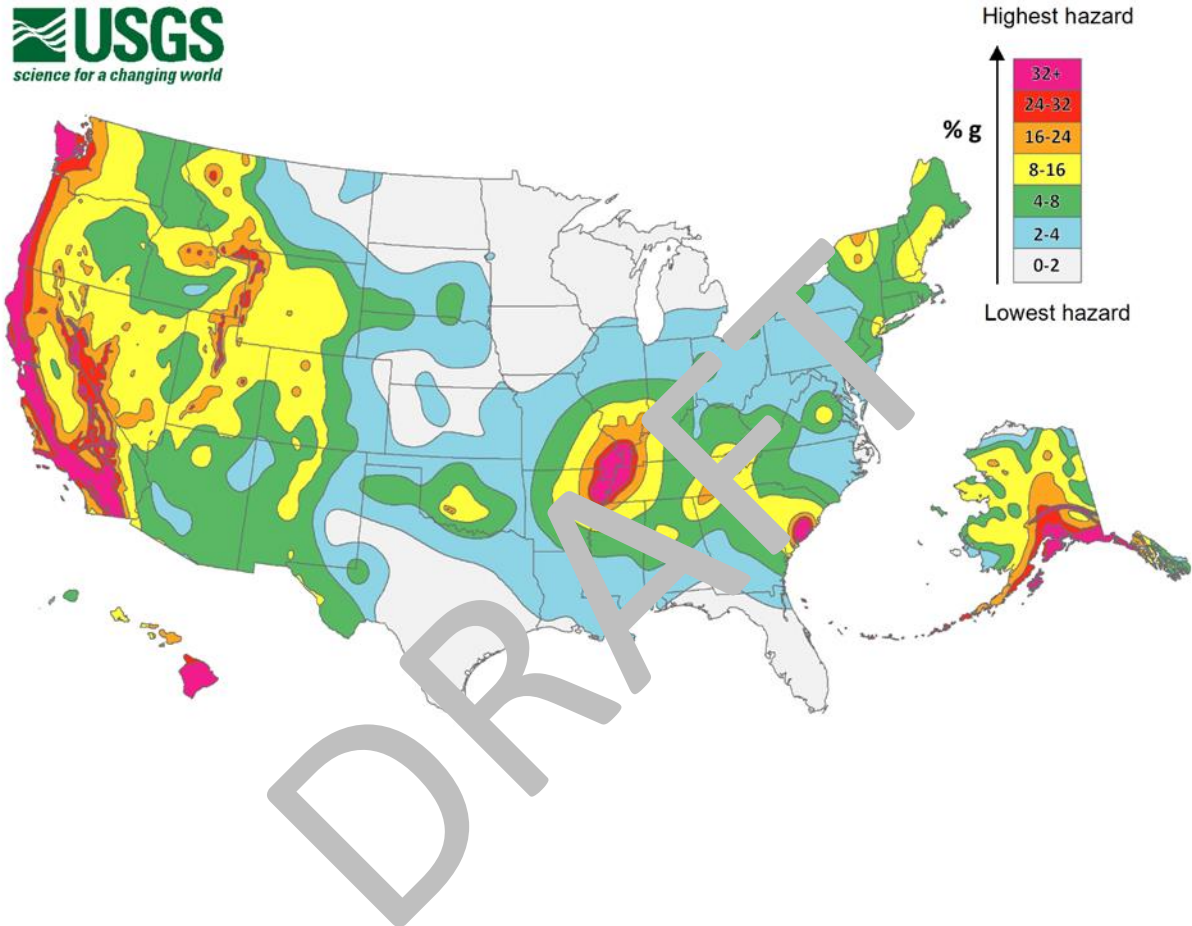 USGS
science for a changing world
Highest hazard
% g
32+
24-32
16-24
8-16
4-8
2-4
0-2
Lowest hazard
DRAFT